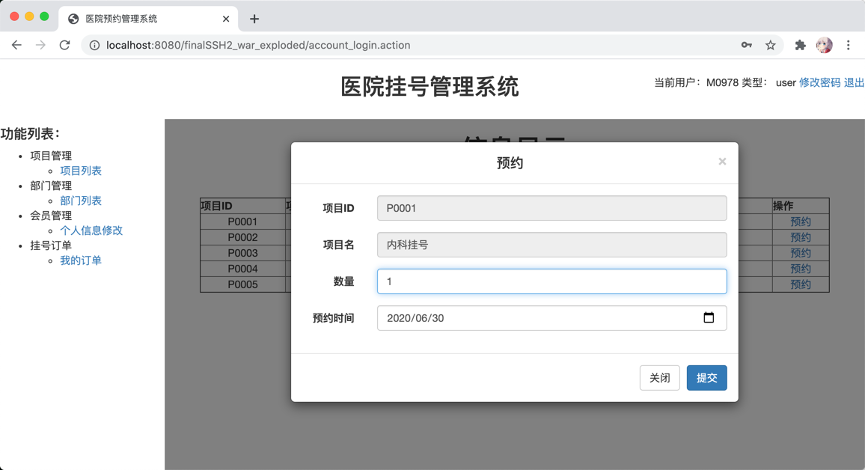 医院预约管理系统
localhost:8080/finalSSH2_war_exploded/account_login.action
医院挂号管理系统
当前用户：M0978 类型： user 修改密码 退出
功能列表：
项目管理
项目列表
部门管理
部门列表
会员管理
个人信息修改
挂号订单
我的订单
项目ID 操作
P0001 预约
P0002 预约
P0003 预约
P0004 预约
P0005 预约
预约 ×
项目ID P0001
项目名 内科挂号
数量 1
预约时间 2020/06/30
关闭 提交